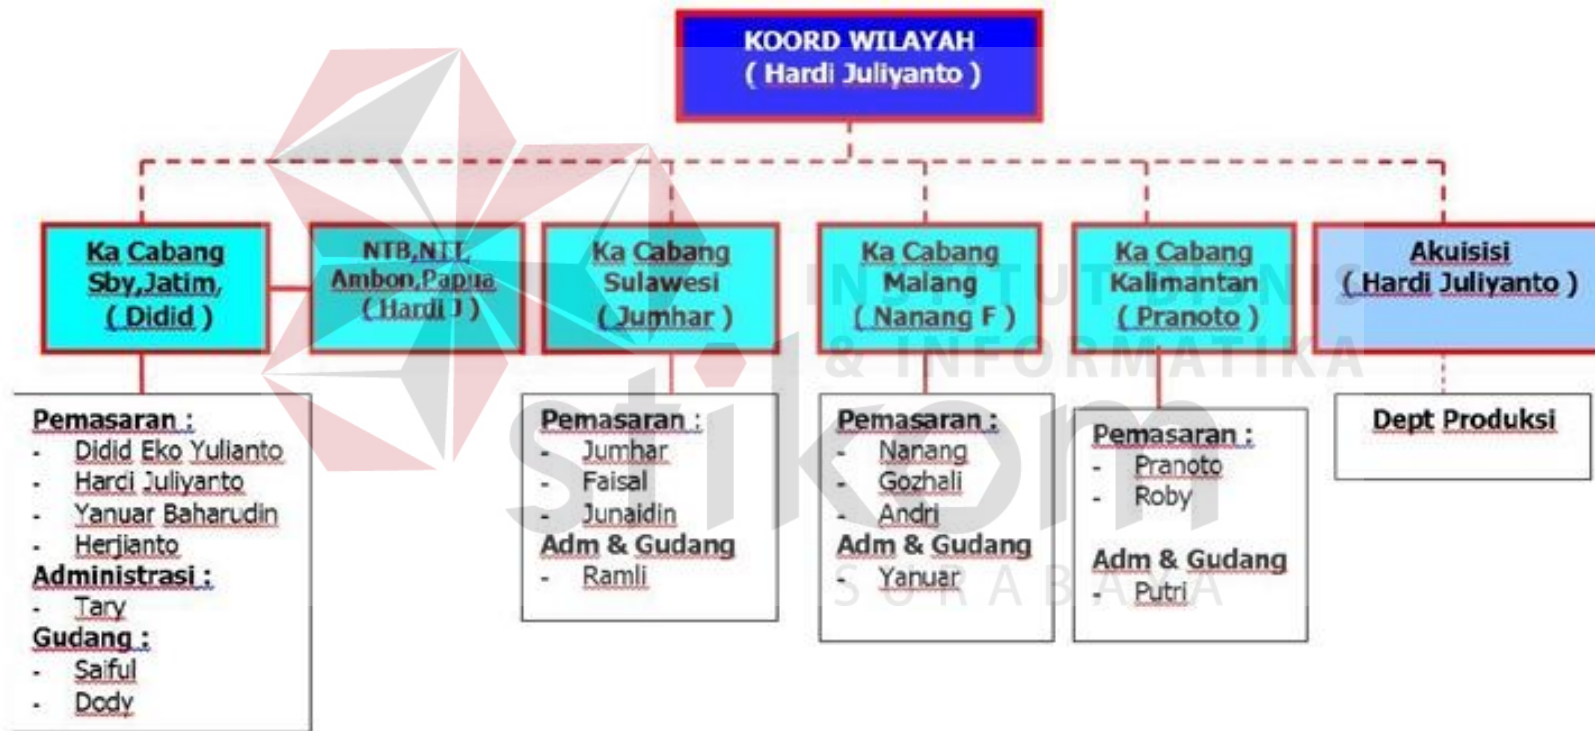 KOORD WILAYAH
( Hardi Juliyanto )
Ka Cabang
Sby,Jatim,
( Didid )
NTB,NTT,
Ambon,Papua
( Hardi J )
Ka Cabang
Sulawesi
( Jumhar )
Ka Cabang
Malang
( Nanang F )
Ka Cabang
Kalimantan
( Pranoto )
Akuisisi
( Hardi Juliyanto )
Pemasaran :
- Didid Eko Yulianto
- Hardi Juliyanto
- Yanuar Baharudin
- Herjianto
Administrasi :
- Tary
Gudang :
- Saiful
- Dody
Pemasaran :
- Jumhar
- Faisal
- Junaidin
Adm & Gudang
- Ramli
Pemasaran :
- Nanang
- Gozhali
- Andri
Adm & Gudang
- Yanuar
Pemasaran :
- Pranoto
- Roby
Adm & Gudang
- Putri
Dept Produksi
INSTITUT BISNIS
& INFORMATIKA
stikom
SURABAYA